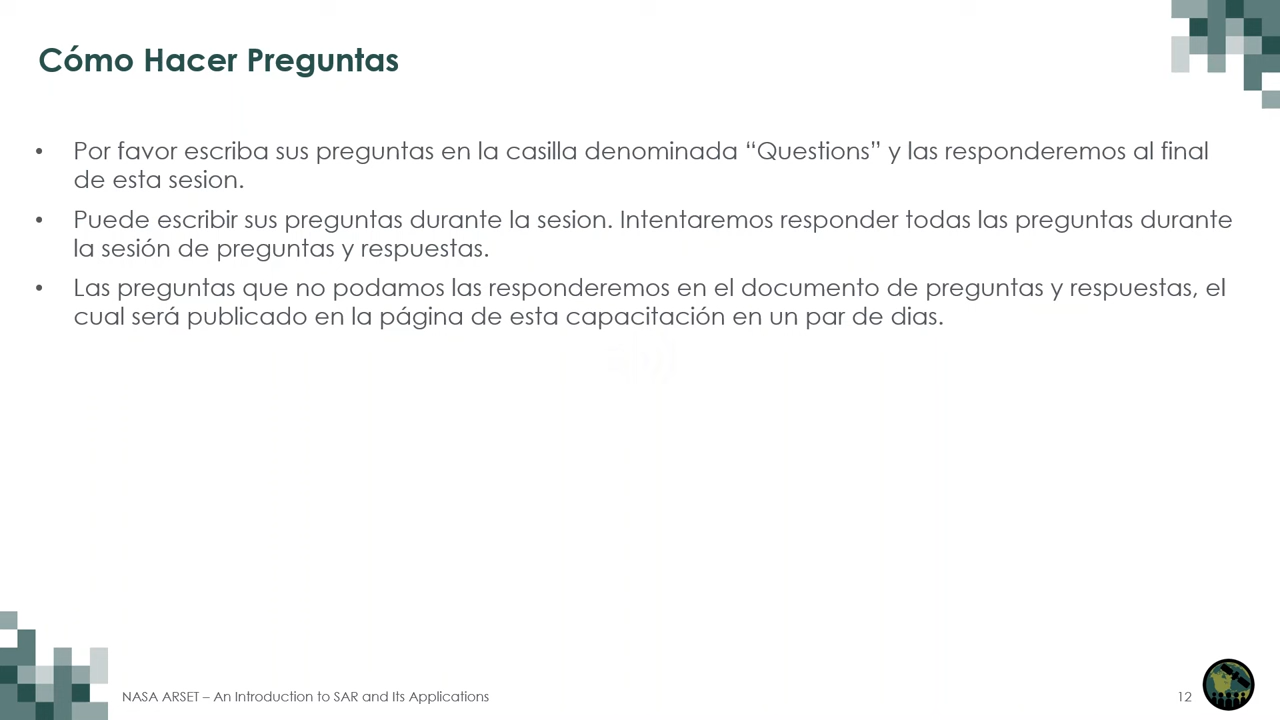 Cómo Hacer Preguntas
• Por favor escriba sus preguntas en la casilla denominada “Questions” y las responderemos al final
de esta sesion.
• Puede escribir sus preguntas durante la sesion. Intentaremos responder todas las preguntas durante
la sesión de preguntas y respuestas.
• Las preguntas que no podamos las responderemos en el documento de preguntas y respuestas, el
cual será publicado en la página de esta capacitación en un par de dias.
NASA ARSET – An Introduction to SAR and Its Applications
12